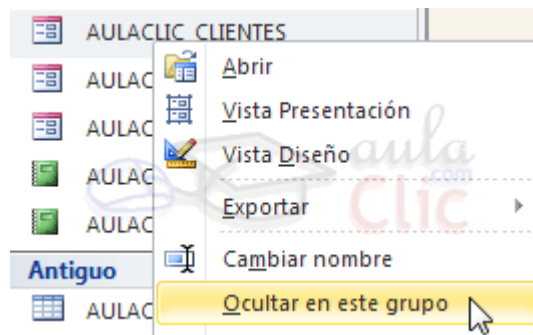 AULACLIC_CLIENTES
Abrir
AULAC
Vista Presentación
AULAC
Vista Diseño
aula
.com
AULAC
Exportar
Clic
AULAC
Antiguo
Cambiar nombre
AULAC
Ocultar en este grupo